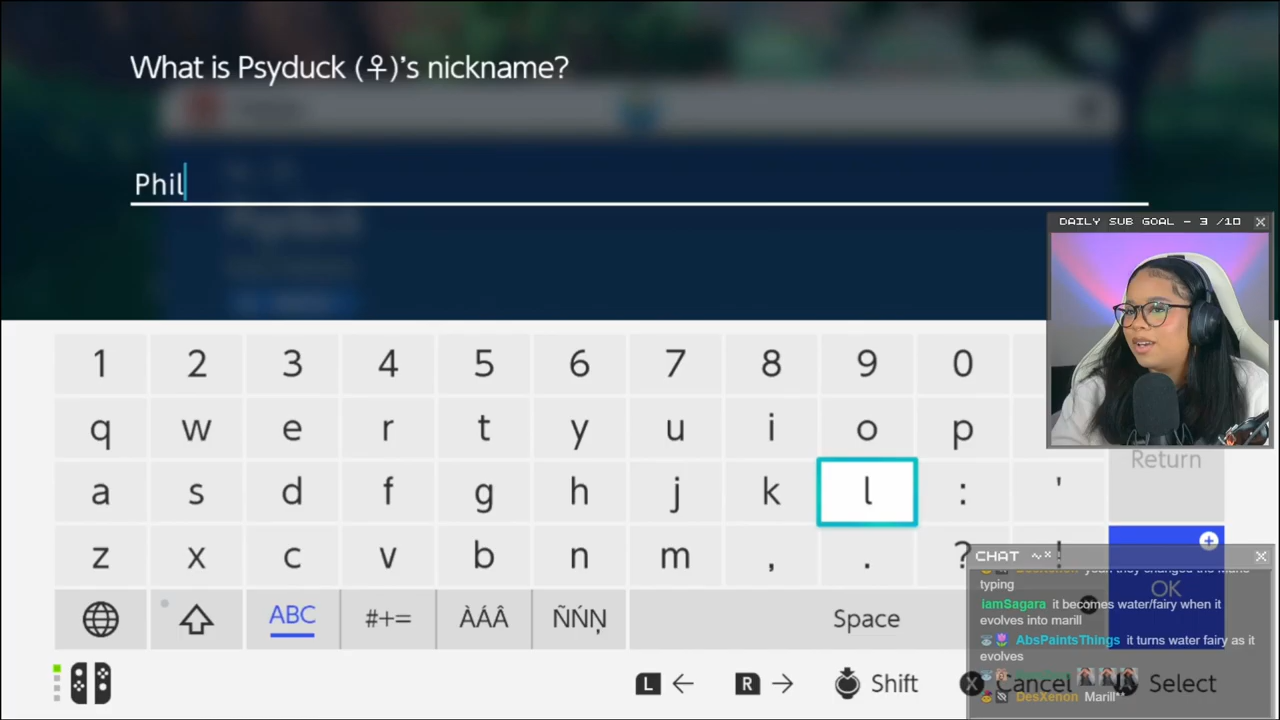 What is Psyduck (♀)'s nickname?
Phil
DAILY SUB GOAL - 3 /10
1 2 3 4 5 6 7 8 9 0
q w e r t y u i o p
Return
a s d f g h j k l : '
z x c v b n m , . ? !
OK
ABC #+= ÀÁÂ ÑŃŅ Space
L ← R → Shift X Cancel A Select
CHAT ~*
typing
IamSagara it becomes water/fairy when it
evolves into marill
AbsPaintsThings it turns water fairy as it
evolves
DesXenon Marill**